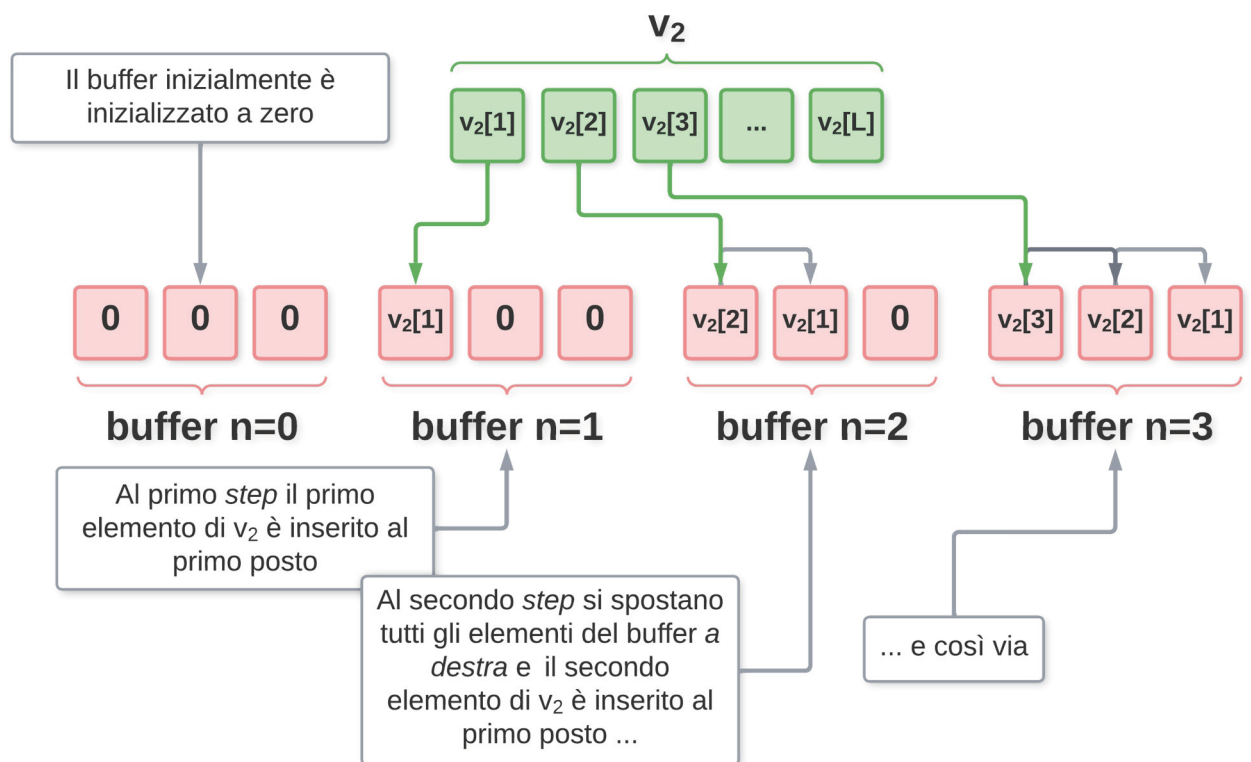 v₂
Il buffer inizialmente è
inizializzato a zero
v₂[1] v₂[2] v₂[3] ... v₂[L]
0 0 0 v₂[1] 0 0 v₂[2] v₂[1] 0 v₂[3] v₂[2] v₂[1]
buffer n=0 buffer n=1 buffer n=2 buffer n=3
Al primo step il primo
elemento di v₂ è inserito al
primo posto
Al secondo step si spostano
tutti gli elementi del buffer a
destra e il secondo
elemento di v₂ è inserito al
primo posto ...
... e così via